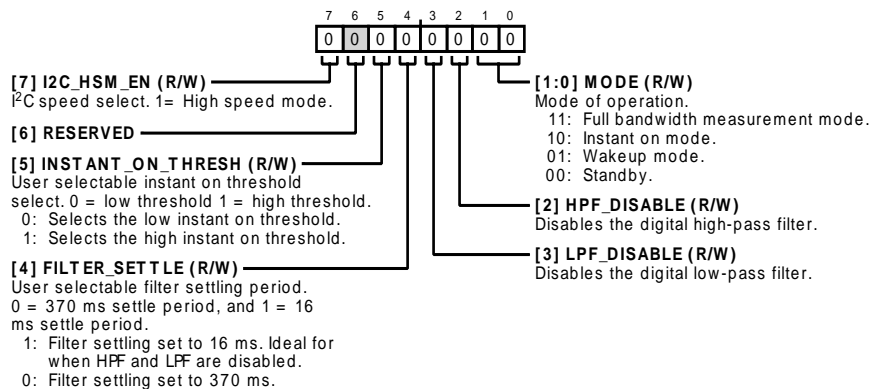 7 6 5 4 3 2 1 0
0 0 0 0 0 0 0 0
[7] I2C_HSM_EN (R/W)
I2C speed select. 1= High speed mode.
[6] RESERVED
[5] INSTANT_ON_THRESH (R/W)
User selectable instant on threshold
select. 0 = low threshold 1 = high threshold.
0: Selects the low instant on threshold.
1: Selects the high instant on threshold.
[4] FILTER_SETTLE (R/W)
User selectable filter settling period.
0 = 370 ms settle period, and 1 = 16
ms settle period.
1: Filter settling set to 16 ms. Ideal for
when HPF and LPF are disabled.
0: Filter settling set to 370 ms.
[1:0] MODE (R/W)
Mode of operation.
11: Full bandwidth measurement mode.
10: Instant on mode.
01: Wakeup mode.
00: Standby.
[2] HPF_DISABLE (R/W)
Disables the digital high-pass filter.
[3] LPF_DISABLE (R/W)
Disables the digital low-pass filter.